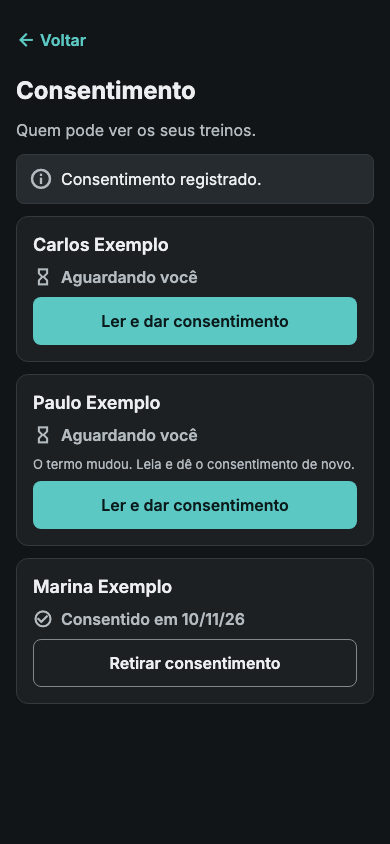 Voltar
Consentimento
Quem pode ver os seus treinos.
Consentimento registrado.
Carlos Exemplo
Aguardando você
Ler e dar consentimento
Paulo Exemplo
Aguardando você
O termo mudou. Leia e dê o consentimento de novo.
Ler e dar consentimento
Marina Exemplo
Consentido em 10/11/26
Retirar consentimento